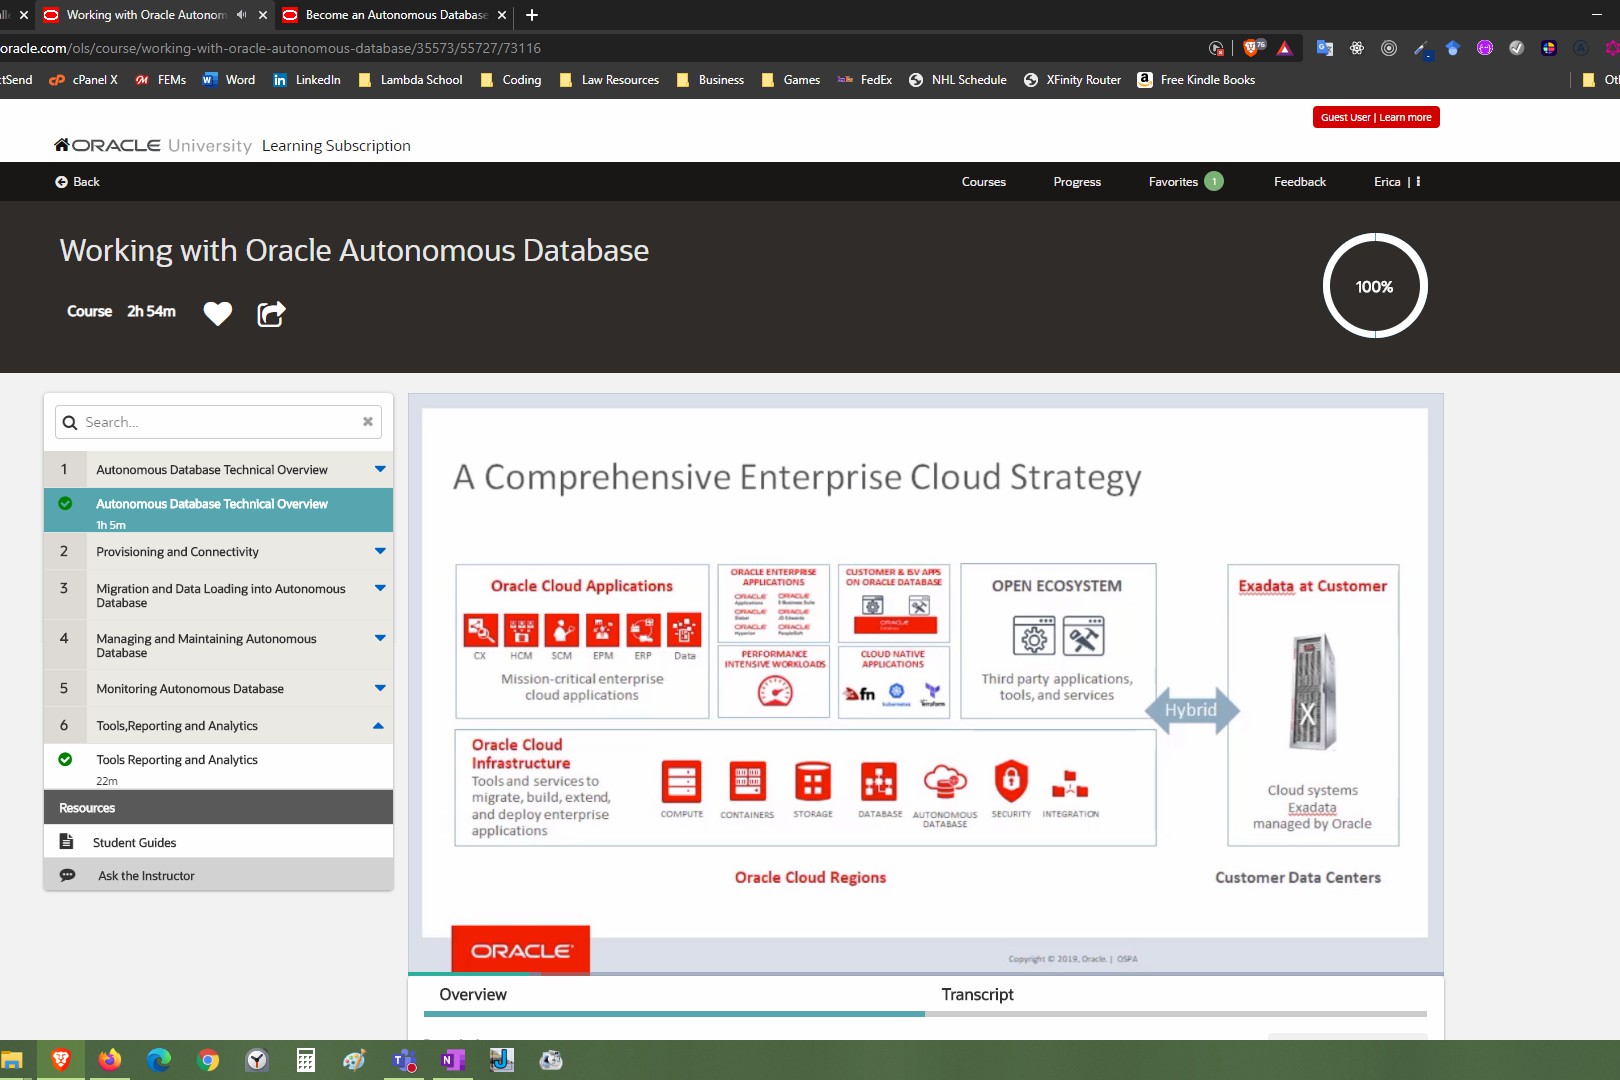 Working with Oracle Autonom
Become an Autonomous Database
oracle.com/ols/course/working-with-oracle-autonomous-database/35573/55727/73116
76
ctSend
cPanel X
FEMs
Word
LinkedIn
Lambda School
Coding
Law Resources
Business
Games
FedEx
NHL Schedule
XFinity Router
Free Kindle Books
Guest User | Learn more
ORACLE University Learning Subscription
Back
Courses
Progress
Favorites 1
Feedback
Erica |
Working with Oracle Autonomous Database
Course 2h 54m
100%
Search...
1 Autonomous Database Technical Overview
Autonomous Database Technical Overview
1h 5m
2 Provisioning and Connectivity
3 Migration and Data Loading into Autonomous
Database
4 Managing and Maintaining Autonomous
Database
5 Monitoring Autonomous Database
6 Tools,Reporting and Analytics
Tools Reporting and Analytics
22m
Resources
Student Guides
Ask the Instructor
A Comprehensive Enterprise Cloud Strategy
Oracle Cloud Applications
CX HCM SCM EPM ERP Data
Mission-critical enterprise
cloud applications
ORACLE ENTERPRISE
APPLICATIONS
CUSTOMER & ISV APPS
ON ORACLE DATABASE
ORACLE
PERFORMANCE
INTENSIVE WORKLOADS
CLOUD NATIVE
APPLICATIONS
fn
kubernetes
Terraform
OPEN ECOSYSTEM
Third party applications,
tools, and services
Hybrid
Exadata at Customer
X
Cloud systems
Exadata
managed by Oracle
Oracle Cloud
Infrastructure
Tools and services to
migrate, build, extend,
and deploy enterprise
applications
COMPUTE
CONTAINERS
STORAGE
DATABASE
AUTONOMOUS
DATABASE
SECURITY
INTEGRATION
Oracle Cloud Regions
Customer Data Centers
ORACLE
Copyright © 2019, Oracle. | OSPA
Overview
Transcript